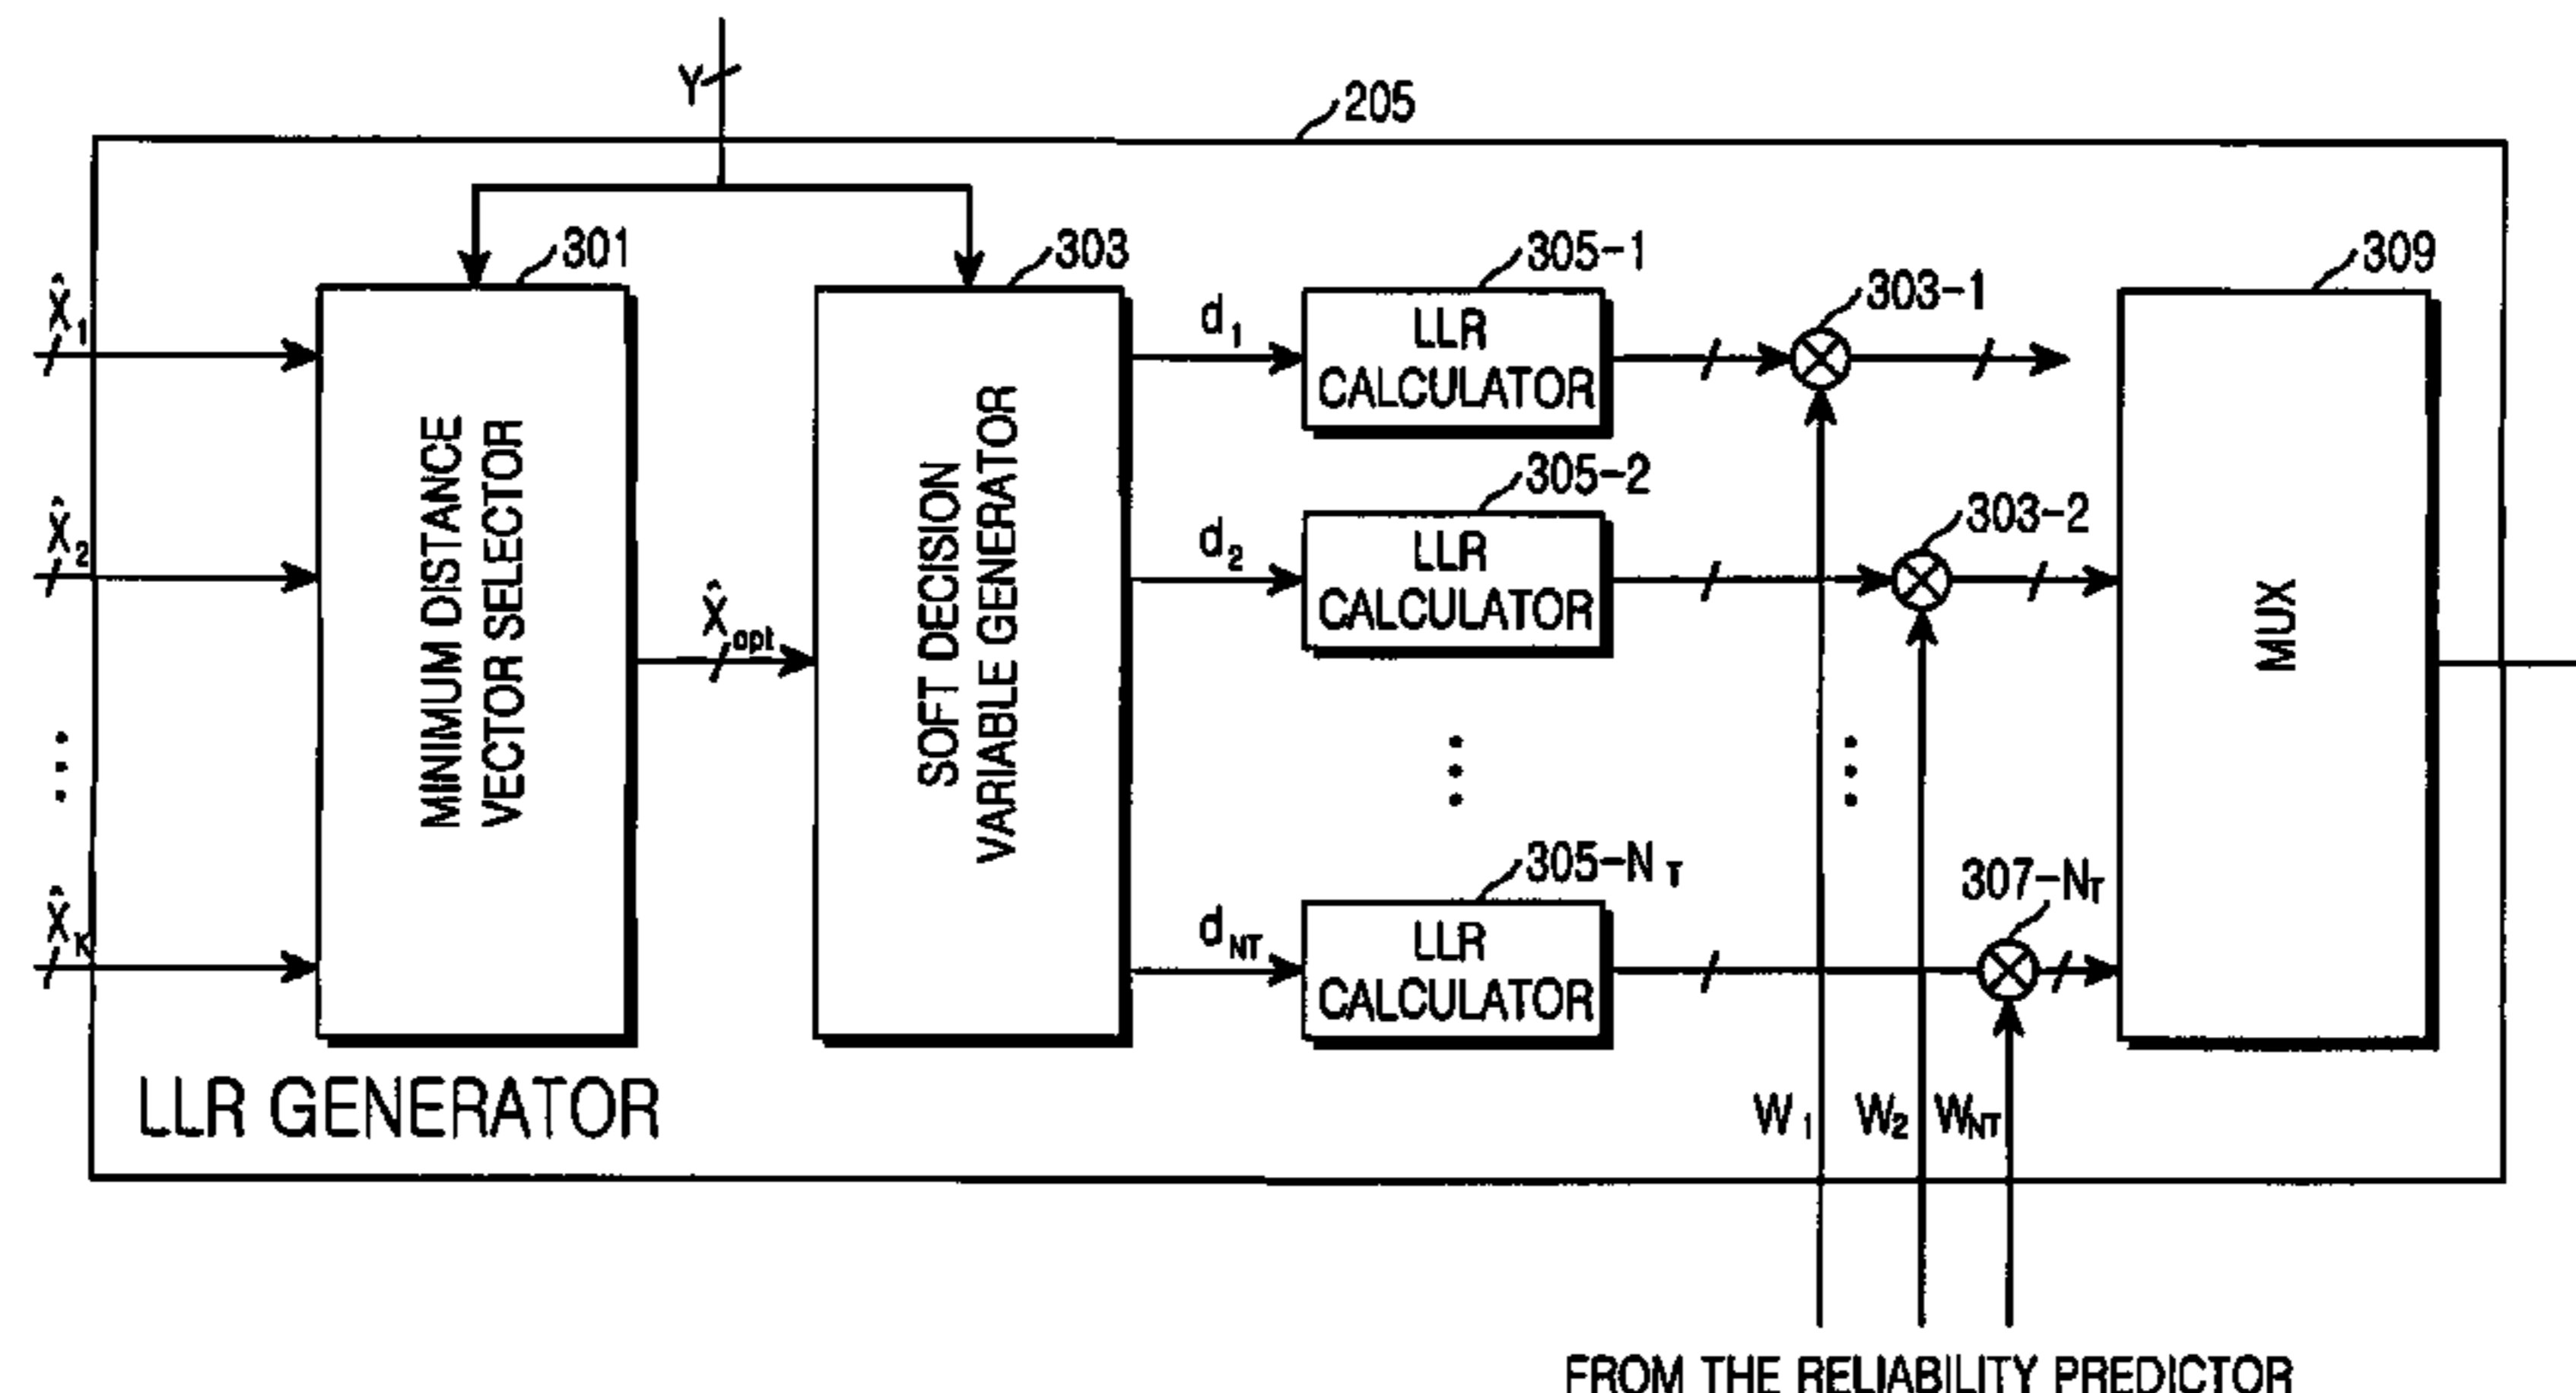 Y
205
301
303
305-1
303-1
309
X̂1
d1
LLR
CALCULATOR
305-2
303-2
X̂2
d2
LLR
CALCULATOR
MINIMUM DISTANCE
VECTOR SELECTOR
X̂opt
SOFT DECISION
VARIABLE GENERATOR
MUX
305-NT
307-NT
X̂K
dNT
LLR
CALCULATOR
LLR GENERATOR
W1
W2
WNT
FROM THE RELIABILITY PREDICTOR